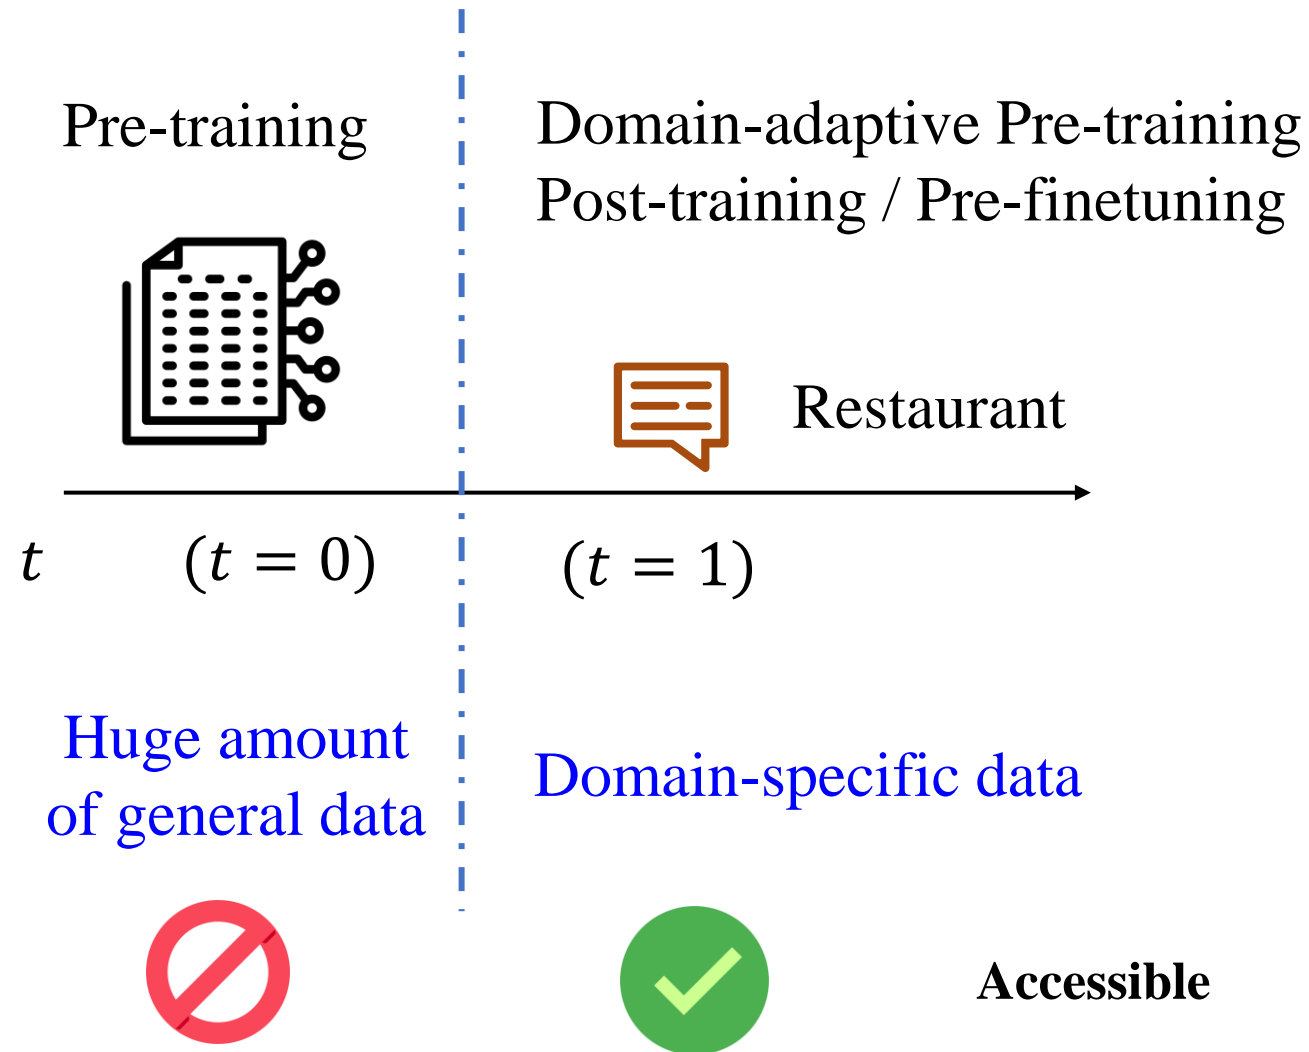 Pre-training
Domain-adaptive Pre-training
Post-training / Pre-finetuning
Restaurant
t
(t = 0)
(t = 1)
Huge amount
of general data
Domain-specific data
Accessible